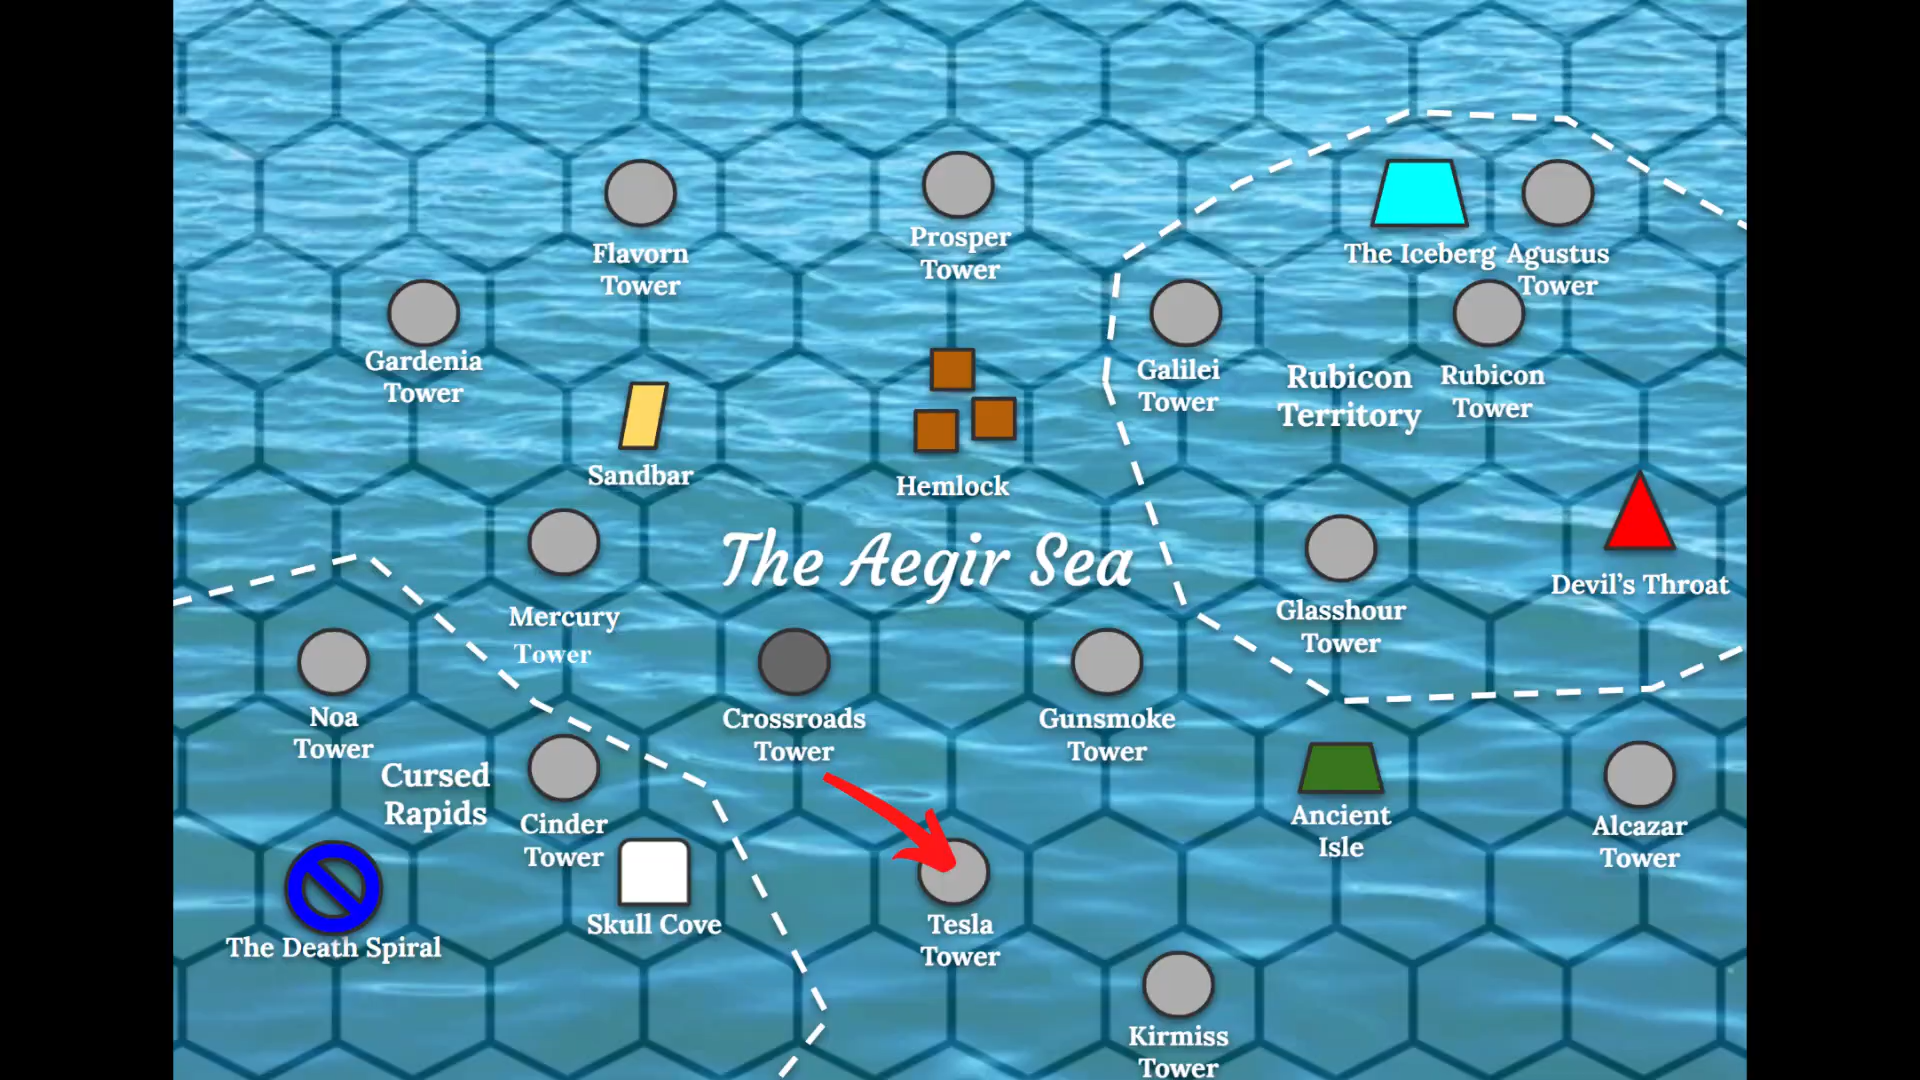 Flavorn
Tower
Prosper
Tower
The Iceberg
Agustus
Tower
Gardenia
Tower
Galilei
Tower
Rubicon
Territory
Rubicon
Tower
Sandbar
Hemlock
The Aegir Sea
Devil's Throat
Mercury
Tower
Glasshour
Tower
Noa
Tower
Crossroads
Tower
Gunsmoke
Tower
Cursed
Rapids
Cinder
Tower
Ancient
Isle
Alcazar
Tower
The Death Spiral
Skull Cove
Tesla
Tower
Kirmiss
Tower